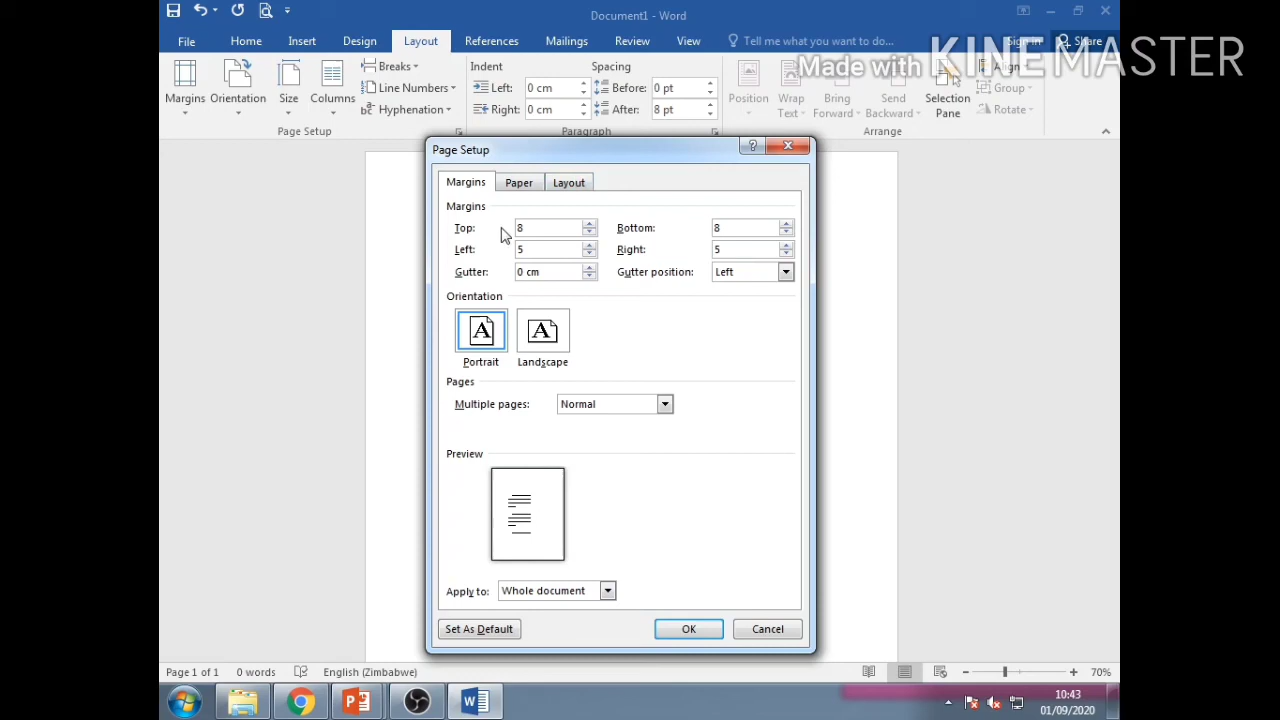 Document1 - Word
File Home Insert Design Layout References Mailings Review View Tell me what you want to do... Sign in Share
Made with KINEMASTER
Breaks Indent Spacing Align
Line Numbers Left: 0 cm Before: 0 pt Group
Margins Orientation Size Columns Hyphenation Right: 0 cm After: 8 pt Position Wrap Text Bring Forward Send Backward Selection Pane Rotate
Page Setup Paragraph Arrange
Page Setup
Margins Paper Layout
Margins
Top: 8 Bottom: 8
Left: 5 Right: 5
Gutter: 0 cm Gutter position: Left
Orientation
A A
Portrait Landscape
Pages
Multiple pages: Normal
Preview
Apply to: Whole document
Set As Default OK Cancel
Page 1 of 1 0 words English (Zimbabwe) 70%
10:43
01/09/2020